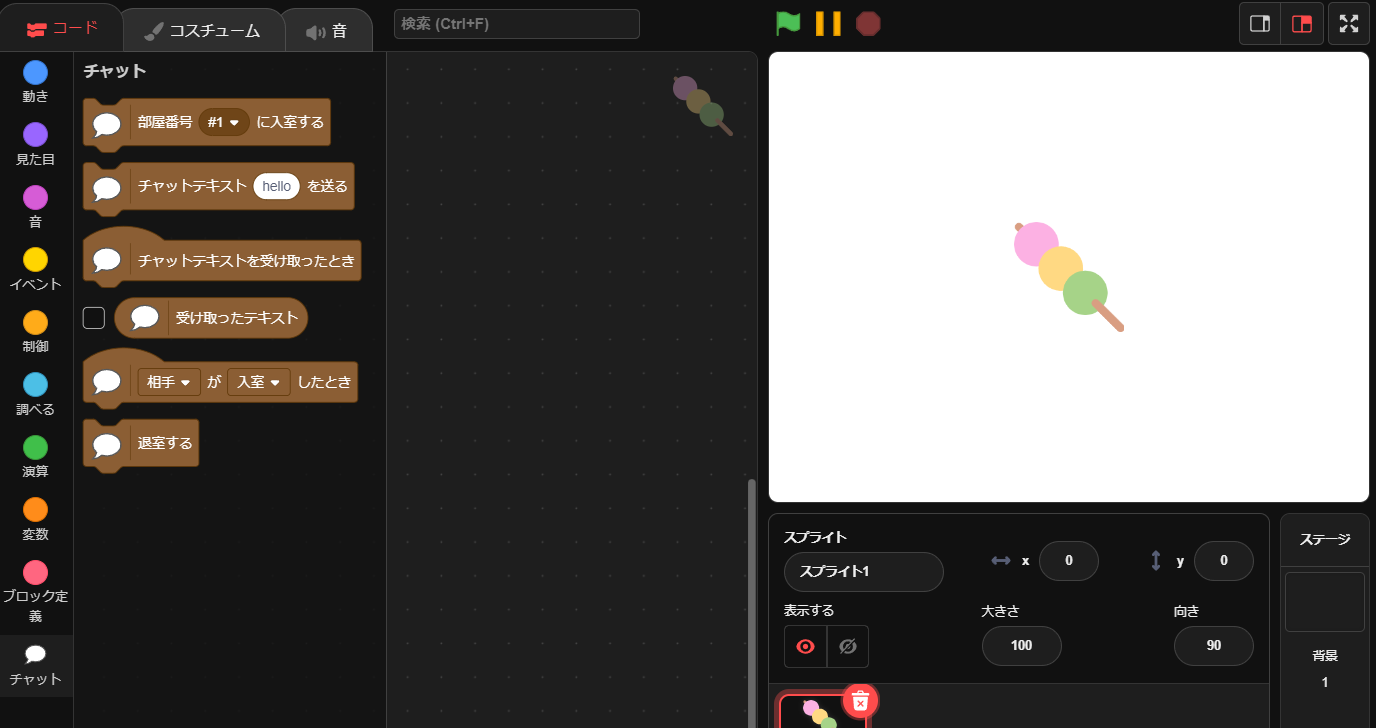 コード
コスチューム
音
検索 (Ctrl+F)
動き
見た目
音
イベント
制御
調べる
演算
変数
ブロック定
義
チャット
チャット
部屋番号 #1 に入室する
チャットテキスト hello を送る
チャットテキストを受け取ったとき
受け取ったテキスト
相手 が 入室 したとき
退室する
スプライト
スプライト1
x 0
y 0
表示する
大きさ
100
向き
90
ステージ
背景
1